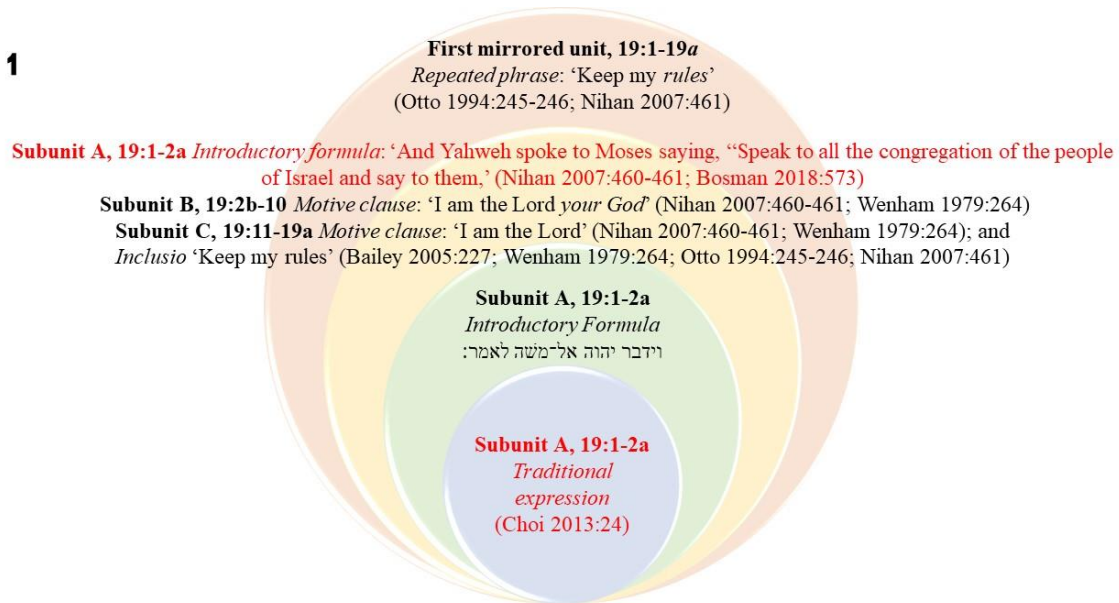 1
First mirrored unit, 19:1-19a
Repeated phrase: ‘Keep my rules’
(Otto 1994:245-246; Nihan 2007:461)
Subunit A, 19:1-2a Introductory formula: ‘And Yahweh spoke to Moses saying, “Speak to all the congregation of the people
of Israel and say to them,’ (Nihan 2007:460-461; Bosman 2018:573)
Subunit B, 19:2b-10 Motive clause: ‘I am the Lord your God’ (Nihan 2007:460-461; Wenham 1979:264)
Subunit C, 19:11-19a Motive clause: ‘I am the Lord’ (Nihan 2007:460-461; Wenham 1979:264); and
Inclusio ‘Keep my rules’ (Bailey 2005:227; Wenham 1979:264; Otto 1994:245-246; Nihan 2007:461)
Subunit A, 19:1-2a
Introductory Formula
וידבר יהוה אל־משׁה לאמר׃
Subunit A, 19:1-2a
Traditional
expression
(Choi 2013:24)